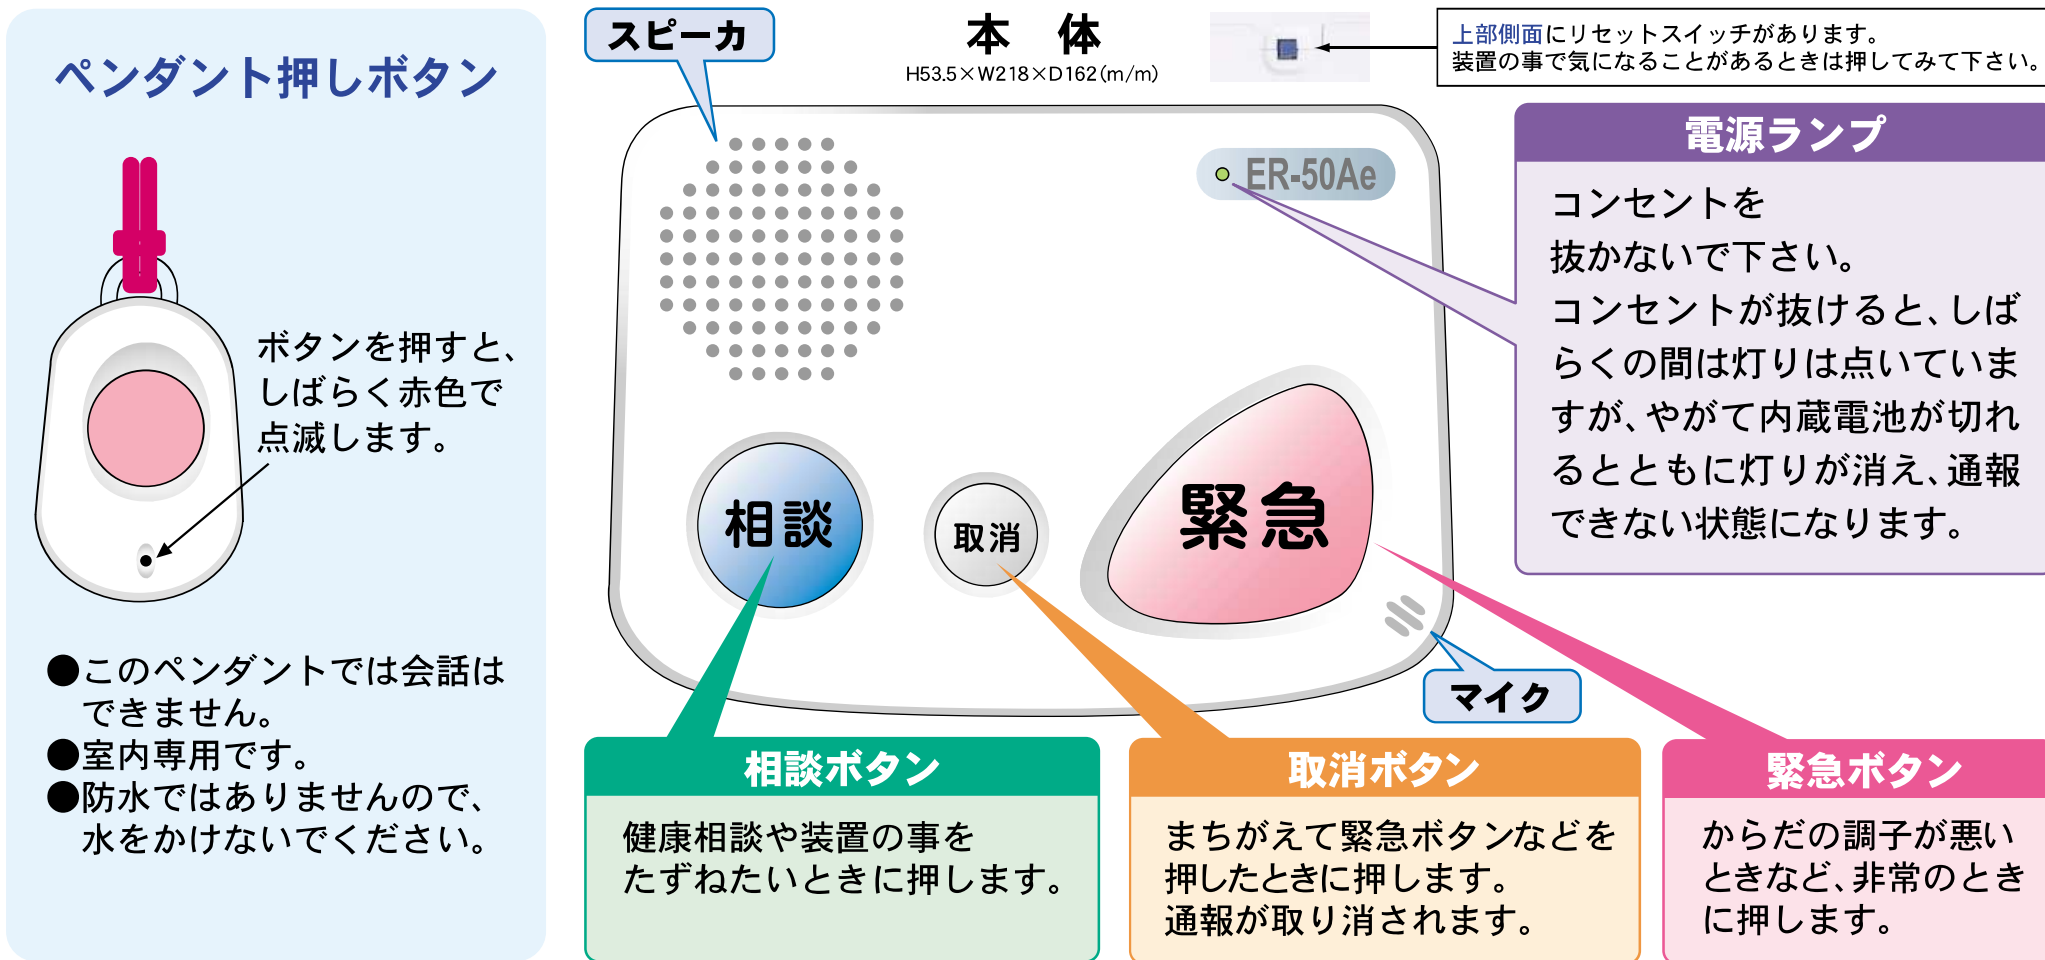 ペンダント押しボタン
ボタンを押すと、
しばらく赤色で
点滅します。
●このペンダントでは会話は
できません。
●室内専用です。
●防水ではありませんので、
水をかけないでください。
スピーカ
本 体
H53.5×W218×D162(m/m)
上部側面にリセットスイッチがあります。
装置の事で気になることがあるときは押してみて下さい。
ER-50Ae
電源ランプ
コンセントを
抜かないで下さい。
コンセントが抜けると、しば
らくの間は灯りは点いていま
すが、やがて内蔵電池が切れ
るとともに灯りが消え、通報
できない状態になります。
相談
取消
緊急
マイク
相談ボタン
健康相談や装置の事を
たずねたいときに押します。
取消ボタン
まちがえて緊急ボタンなどを
押したときに押します。
通報が取り消されます。
緊急ボタン
からだの調子が悪い
ときなど、非常のとき
に押します。